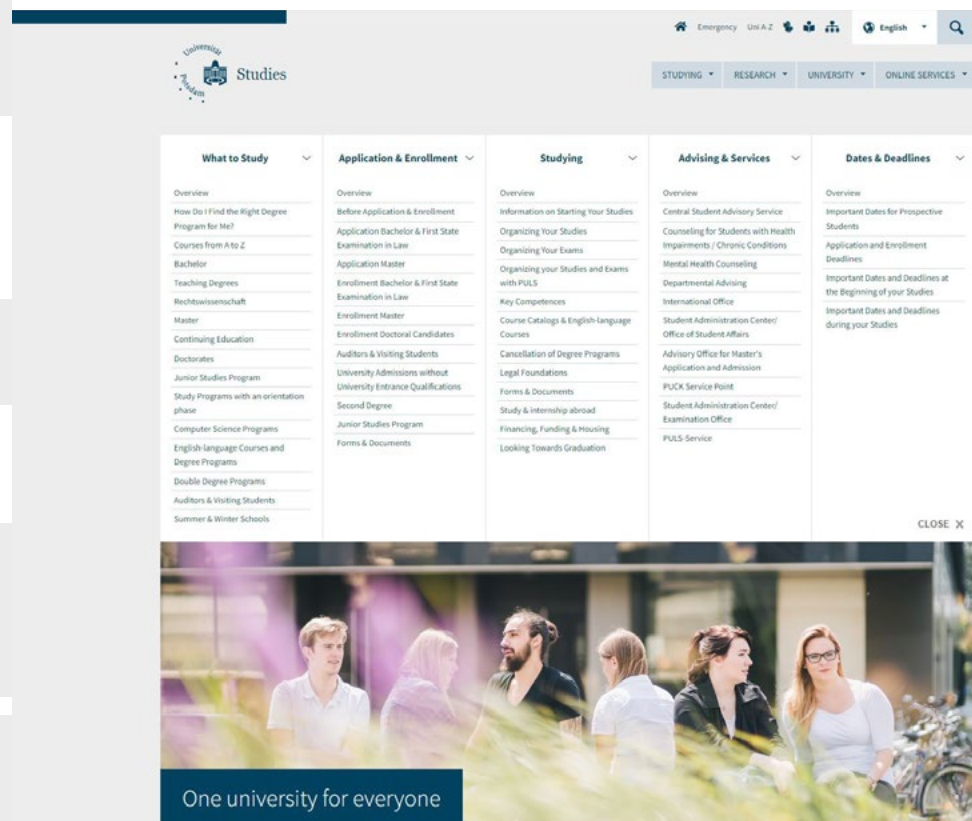 Emergency Uni A-Z English
Universität
Potsdam
Studies
STUDYING RESEARCH UNIVERSITY ONLINE SERVICES
What to Study
Overview
How Do I Find the Right Degree
Program for Me?
Courses from A to Z
Bachelor
Teaching Degrees
Rechtswissenschaft
Master
Continuing Education
Doctorates
Junior Studies Program
Study Programs with an orientation
phase
Computer Science Programs
English-language Courses and
Degree Programs
Double Degree Programs
Auditors & Visiting Students
Summer & Winter Schools
Application & Enrollment
Overview
Before Application & Enrollment
Application Bachelor & First State
Examination in Law
Application Master
Enrollment Bachelor & First State
Examination in Law
Enrollment Master
Enrollment Doctoral Candidates
Auditors & Visiting Students
University Admissions without
University Entrance Qualifications
Second Degree
Junior Studies Program
Forms & Documents
Studying
Overview
Information on Starting Your Studies
Organizing Your Studies
Organizing Your Exams
Organizing your Studies and Exams
with PULS
Key Competences
Course Catalogs & English-language
Courses
Cancellation of Degree Programs
Legal Foundations
Forms & Documents
Study & internship abroad
Financing, Funding & Housing
Looking Towards Graduation
Advising & Services
Overview
Central Student Advisory Service
Counseling for Students with Health
Impairments / Chronic Conditions
Mental Health Counseling
Departmental Advising
International Office
Student Administration Center/
Office of Student Affairs
Advisory Office for Master's
Application and Admission
PUCK Service Point
Student Administration Center/
Examination Office
PULS-Service
Dates & Deadlines
Overview
Important Dates for Prospective
Students
Application and Enrollment
Deadlines
Important Dates and Deadlines at
the Beginning of your Studies
Important Dates and Deadlines
during your Studies
CLOSE X
One university for everyone